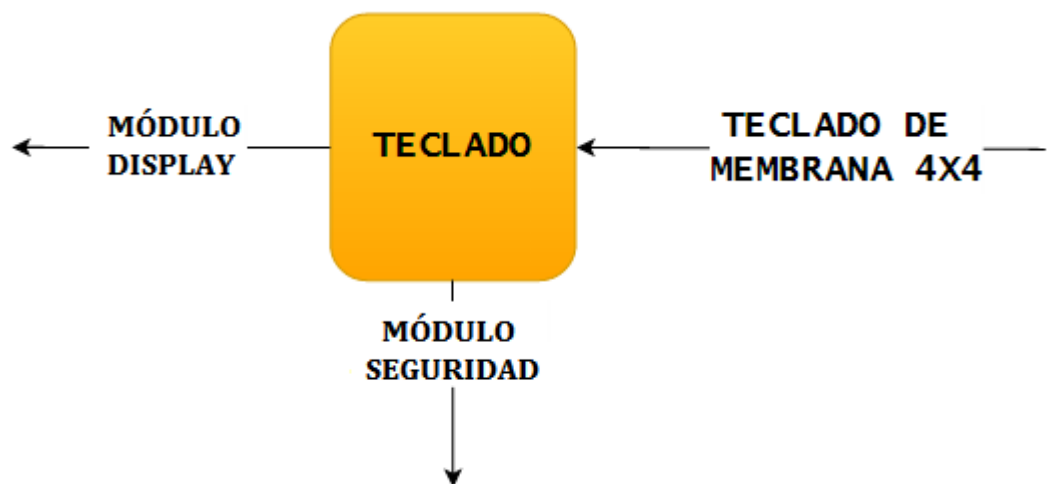 MÓDULO
DISPLAY
TECLADO
TECLADO DE
MEMBRANA 4X4
MÓDULO
SEGURIDAD